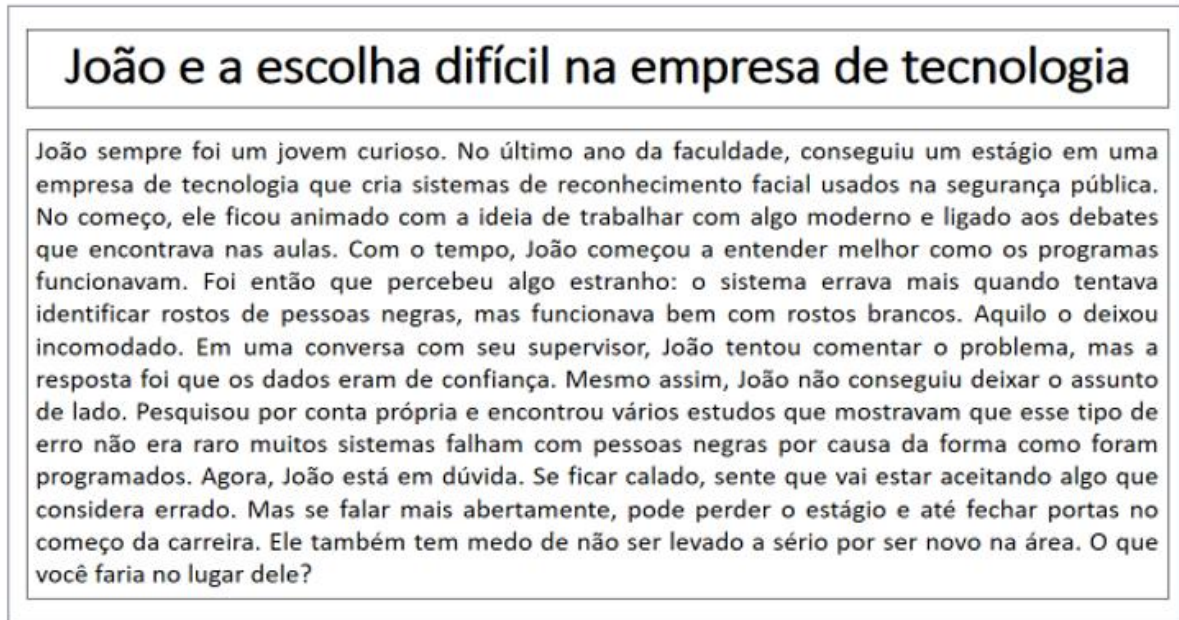 João e a escolha difícil na empresa de tecnologia
João sempre foi um jovem curioso. No último ano da faculdade, conseguiu um estágio em uma
empresa de tecnologia que cria sistemas de reconhecimento facial usados na segurança pública.
No começo, ele ficou animado com a ideia de trabalhar com algo moderno e ligado aos debates
que encontrava nas aulas. Com o tempo, João começou a entender melhor como os programas
funcionavam. Foi então que percebeu algo estranho: o sistema errava mais quando tentava
identificar rostos de pessoas negras, mas funcionava bem com rostos brancos. Aquilo o deixou
incomodado. Em uma conversa com seu supervisor, João tentou comentar o problema, mas a
resposta foi que os dados eram de confiança. Mesmo assim, João não conseguiu deixar o assunto
de lado. Pesquisou por conta própria e encontrou vários estudos que mostravam que esse tipo de
erro não era raro muitos sistemas falham com pessoas negras por causa da forma como foram
programados. Agora, João está em dúvida. Se ficar calado, sente que vai estar aceitando algo que
considera errado. Mas se falar mais abertamente, pode perder o estágio e até fechar portas no
começo da carreira. Ele também tem medo de não ser levado a sério por ser novo na área. O que
você faria no lugar dele?